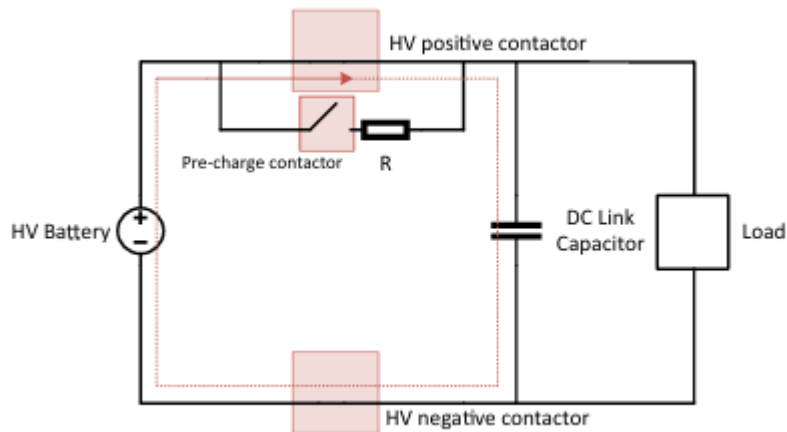 HV positive contactor
Pre-charge contactor
R
HV Battery
+
−
DC Link
Capacitor
Load
HV negative contactor